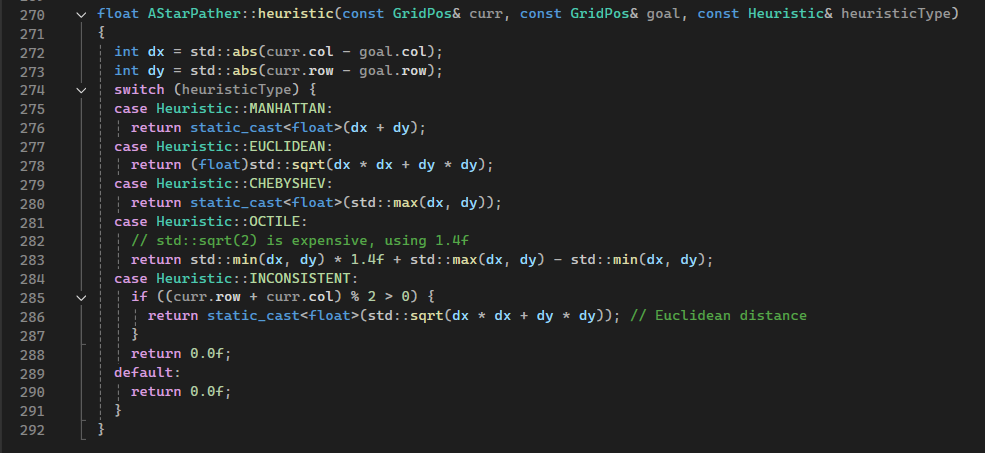 270 float AStarPather::heuristic(const GridPos& curr, const GridPos& goal, const Heuristic& heuristicType)
271 {
272 int dx = std::abs(curr.col - goal.col);
273 int dy = std::abs(curr.row - goal.row);
274 switch (heuristicType) {
275 case Heuristic::MANHATTAN:
276 return static_cast<float>(dx + dy);
277 case Heuristic::EUCLIDEAN:
278 return (float)std::sqrt(dx * dx + dy * dy);
279 case Heuristic::CHEBYSHEV:
280 return static_cast<float>(std::max(dx, dy));
281 case Heuristic::OCTILE:
282 // std::sqrt(2) is expensive, using 1.4f
283 return std::min(dx, dy) * 1.4f + std::max(dx, dy) - std::min(dx, dy);
284 case Heuristic::INCONSISTENT:
285 if ((curr.row + curr.col) % 2 > 0) {
286 return static_cast<float>(std::sqrt(dx * dx + dy * dy)); // Euclidean distance
287 }
288 return 0.0f;
289 default:
290 return 0.0f;
291 }
292 }